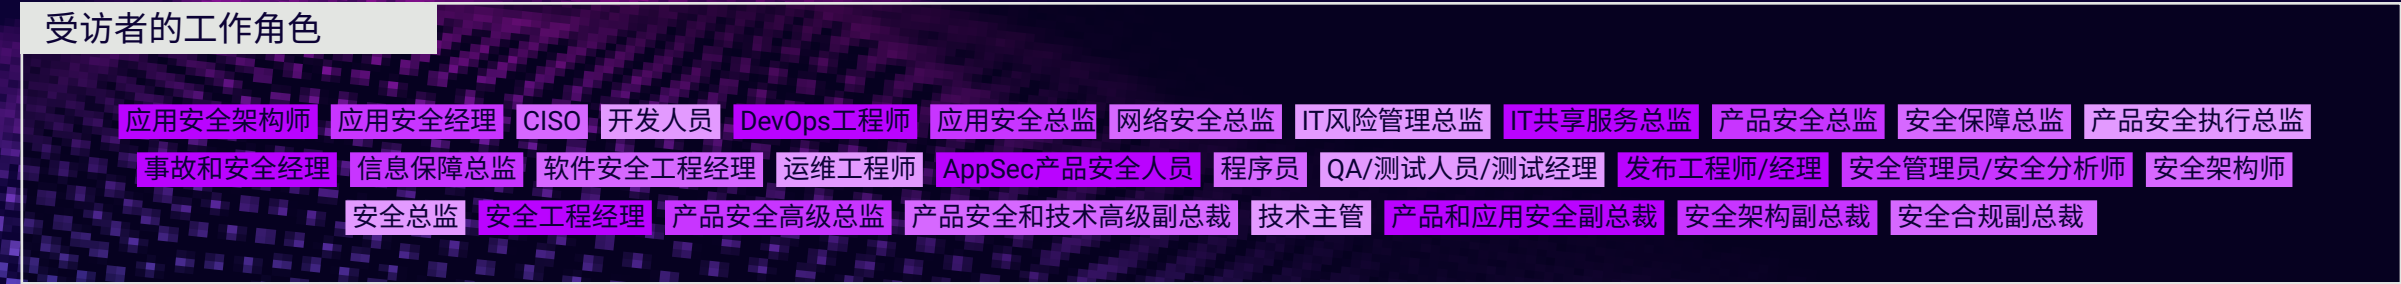 受访者的工作角色
应用安全架构师 应用安全经理 CISO 开发人员 DevOps工程师 应用安全总监 网络安全总监 IT风险管理总监 IT共享服务总监 产品安全总监 安全保障总监 产品安全执行总监
事故和安全经理 信息保障总监 软件安全工程经理 运维工程师 AppSec产品安全人员 程序员 QA/测试人员/测试经理 发布工程师/经理 安全管理员/安全分析师 安全架构师
安全总监 安全工程经理 产品安全高级总监 产品安全和技术高级副总裁 技术主管 产品和应用安全副总裁 安全架构副总裁 安全合规副总裁